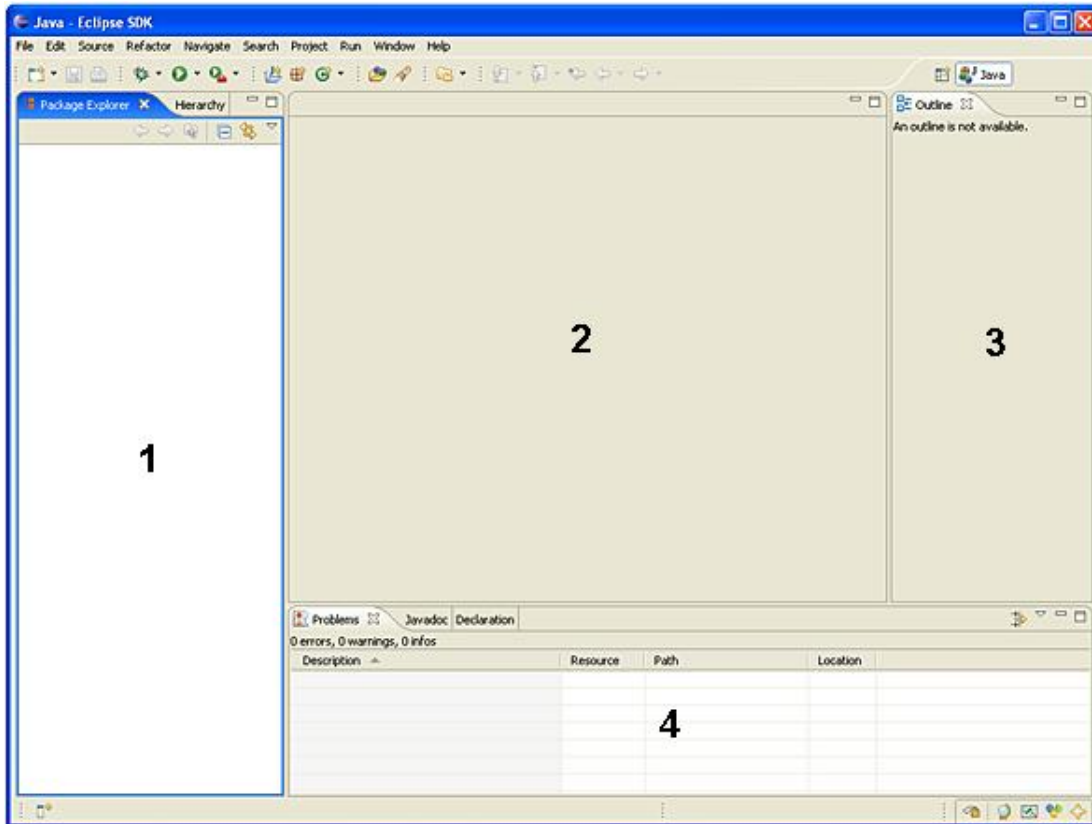 Java - Eclipse SDK
File Edit Source Refactor Navigate Search Project Run Window Help
Java
Package Explorer Hierarchy
Outline
An outline is not available.
1
2
3
Problems Javadoc Declaration
0 errors, 0 warnings, 0 infos
Description Resource Path Location
4